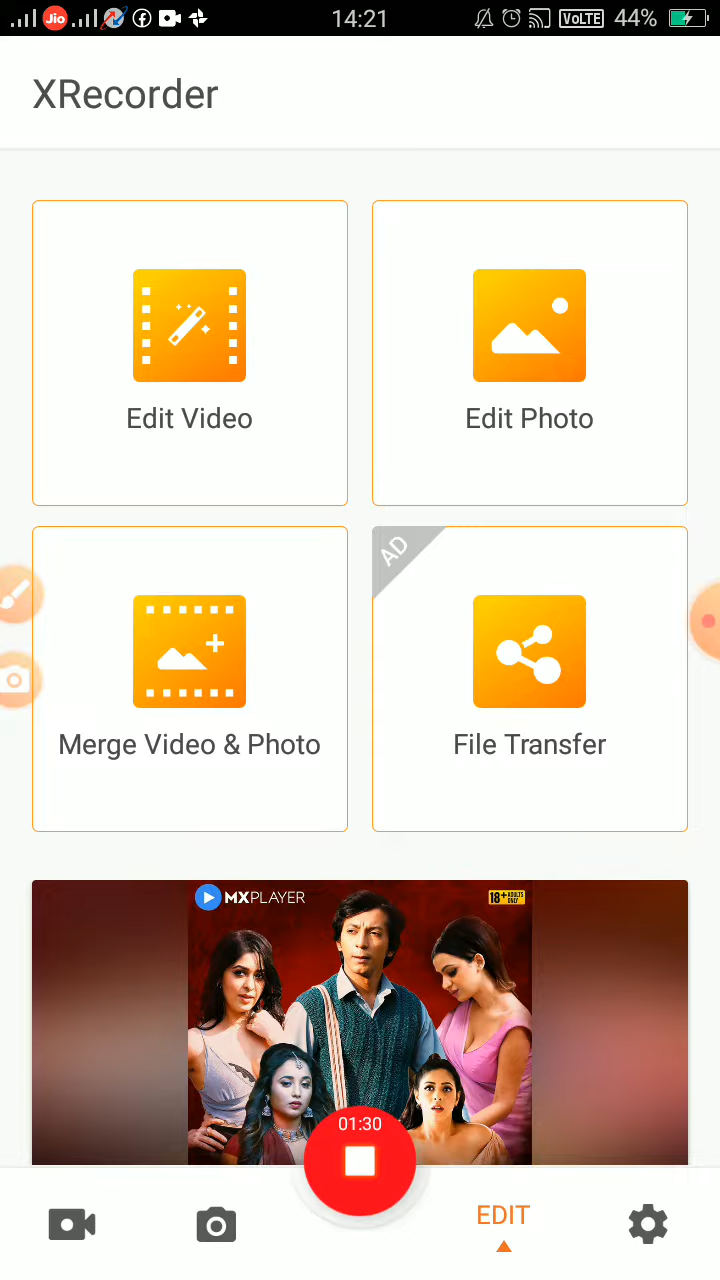 Jio
14:21
VoLTE
44%
XRecorder
Edit Video
Edit Photo
AD
Merge Video & Photo
File Transfer
MXPLAYER
18+ ADULTS ONLY
01:30
EDIT